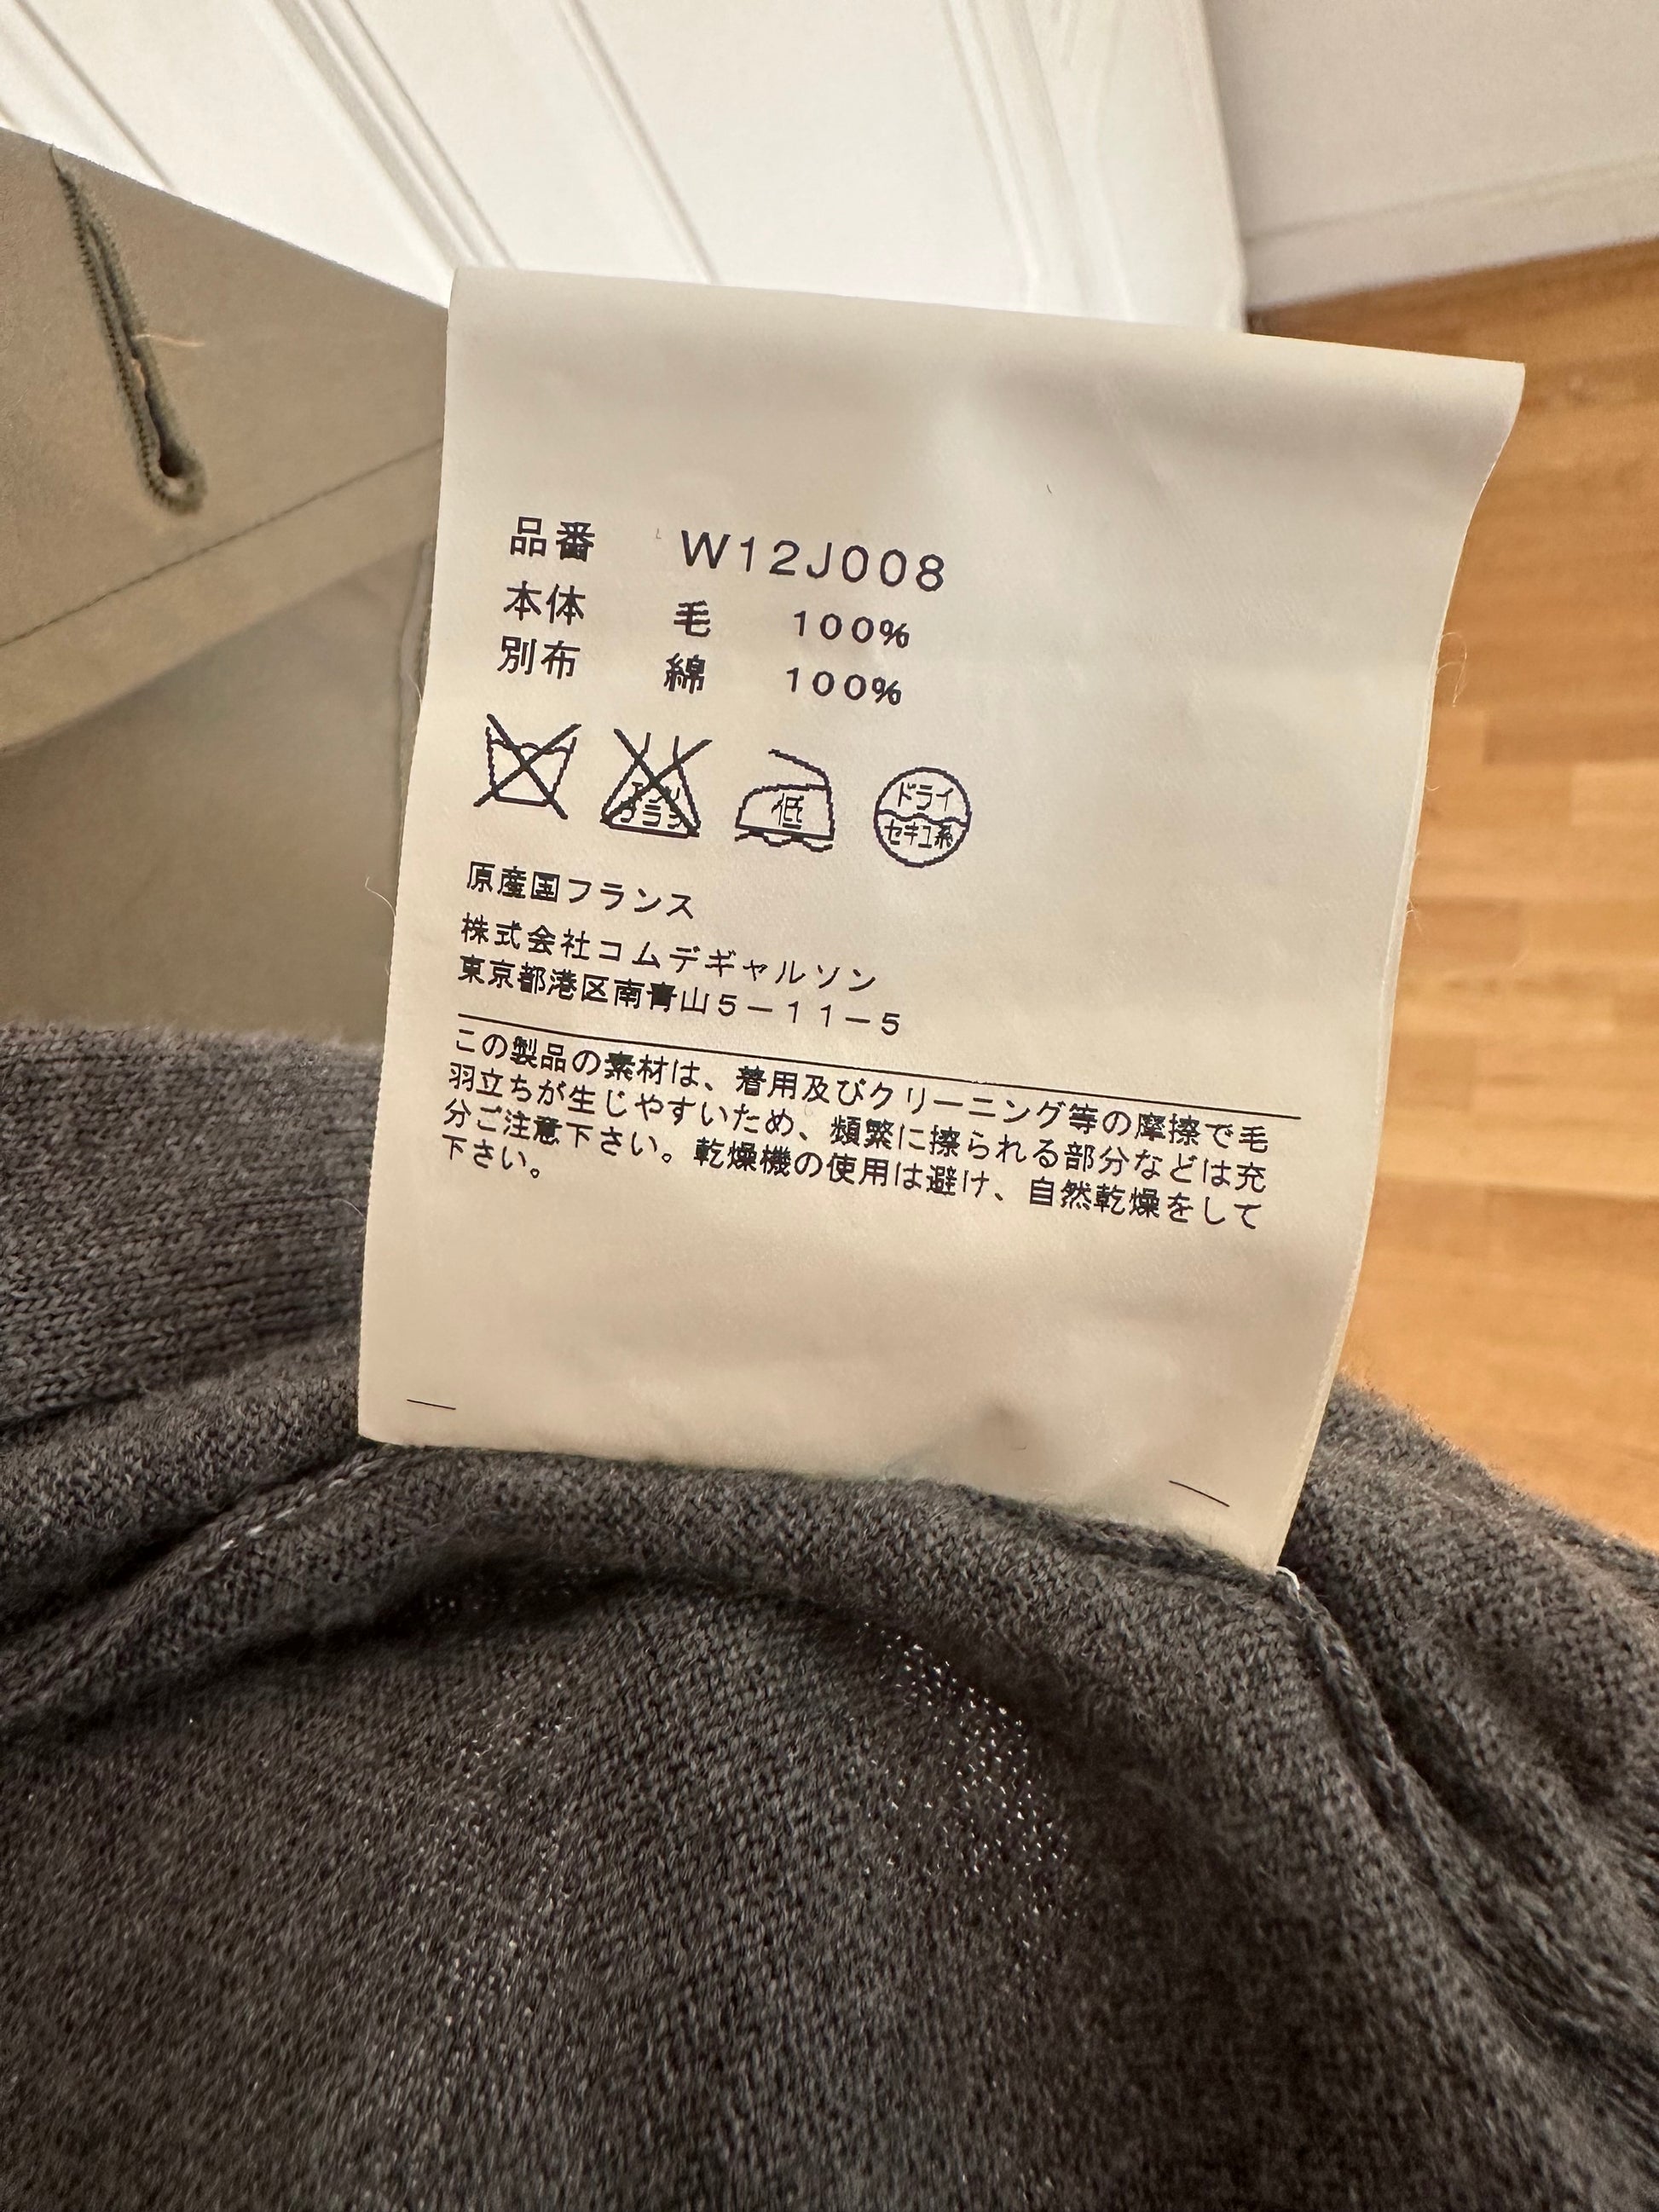 品番 W12J008
本体 毛 100%
別布 綿 100%
低
ドライ
セキユ系
原産国フランス
株式会社コムデギャルソン
東京都港区南青山5-11-5
この製品の素材は、着用及びクリーニング等の摩擦で毛
羽立ちが生じやすいため、頻繁に擦られる部分などは充
分ご注意下さい。乾燥機の使用は避け、自然乾燥をして
下さい。